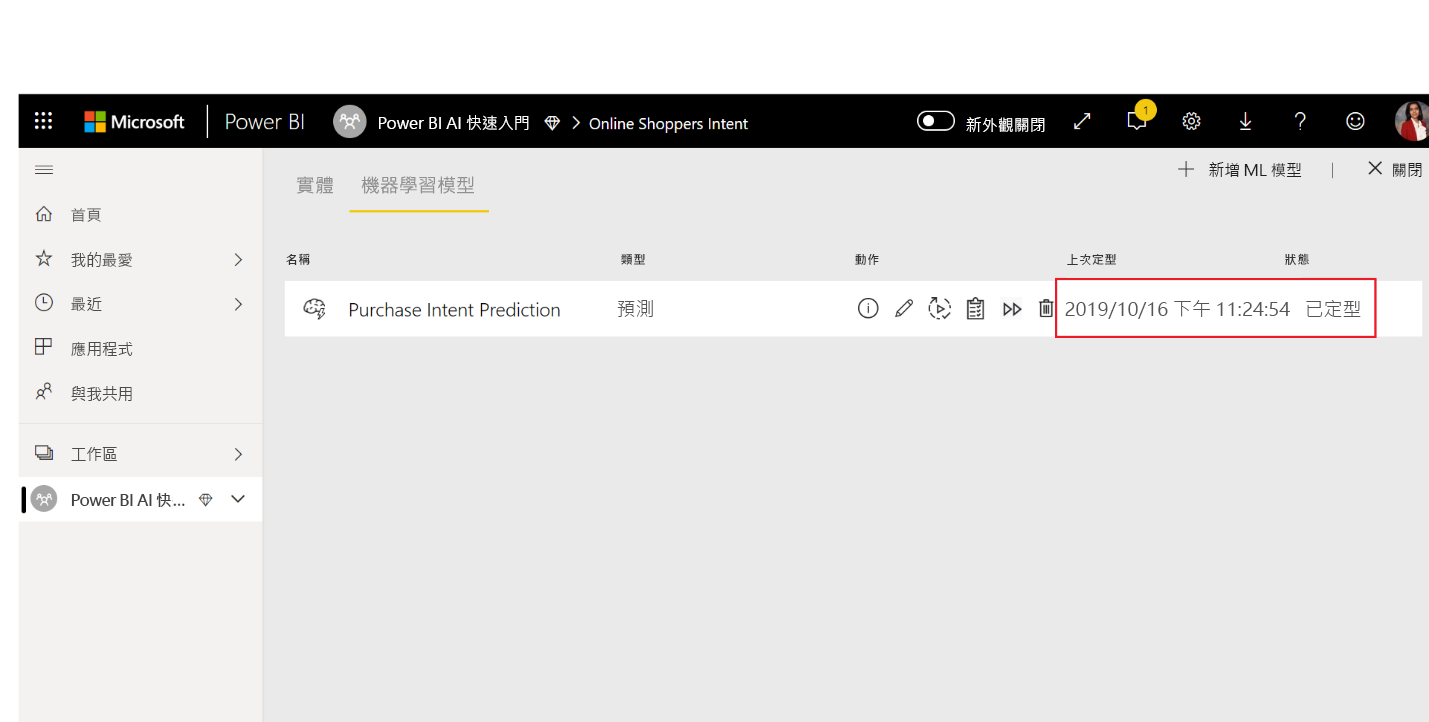 Microsoft Power BI Power BI AI 快速入門 > Online Shoppers Intent 新外觀關閉 1
新增 ML 模型 | 關閉
實體 機器學習模型
首頁
我的最愛
最近
應用程式
與我共用
工作區
Power BI AI 快...
名稱 類型 動作 上次定型 狀態
Purchase Intent Prediction 預測 2019/10/16 下午 11:24:54 已定型